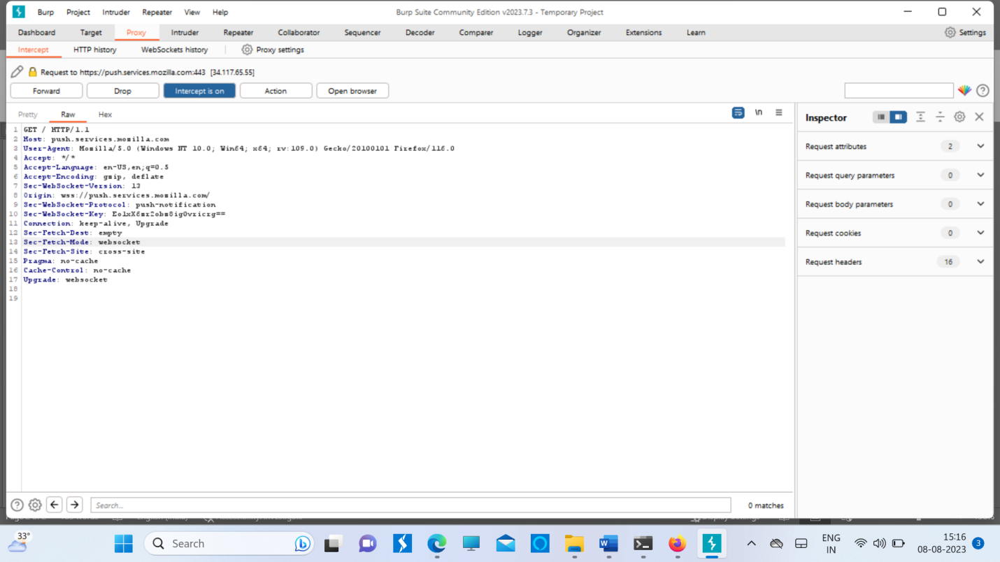 Burp Project Intruder Repeater View Help Burp Suite Community Edition v2023.7.3 - Temporary Project
Dashboard Target Proxy Intruder Repeater Collaborator Sequencer Decoder Comparer Logger Organizer Extensions Learn Settings
Intercept HTTP history WebSockets history Proxy settings
Request to https://push.services.mozilla.com:443 [34.117.65.55]
Forward Drop Intercept is on Action Open browser
Pretty Raw Hex \n
Inspector
1 GET / HTTP/1.1
2 Host: push.services.mozilla.com
3 User-Agent: Mozilla/5.0 (Windows NT 10.0; Win64; x64; rv:109.0) Gecko/20100101 Firefox/116.0
4 Accept: */*
5 Accept-Language: en-US,en;q=0.5
6 Accept-Encoding: gzip, deflate
7 Sec-WebSocket-Version: 13
8 Origin: wss://push.services.mozilla.com/
9 Sec-WebSocket-Protocol: push-notification
10 Sec-WebSocket-Key:
11 Connection: keep-alive, Upgrade
12 Sec-Fetch-Dest: empty
13 Sec-Fetch-Mode: websocket
14 Sec-Fetch-Site: cross-site
15 Pragma: no-cache
16 Cache-Control: no-cache
17 Upgrade: websocket
18
19
Request attributes 2
Request query parameters 0
Request body parameters 0
Request cookies 0
Request headers 16
Search... 0 matches
33°
Search
ENG
IN
15:16
08-08-2023
3